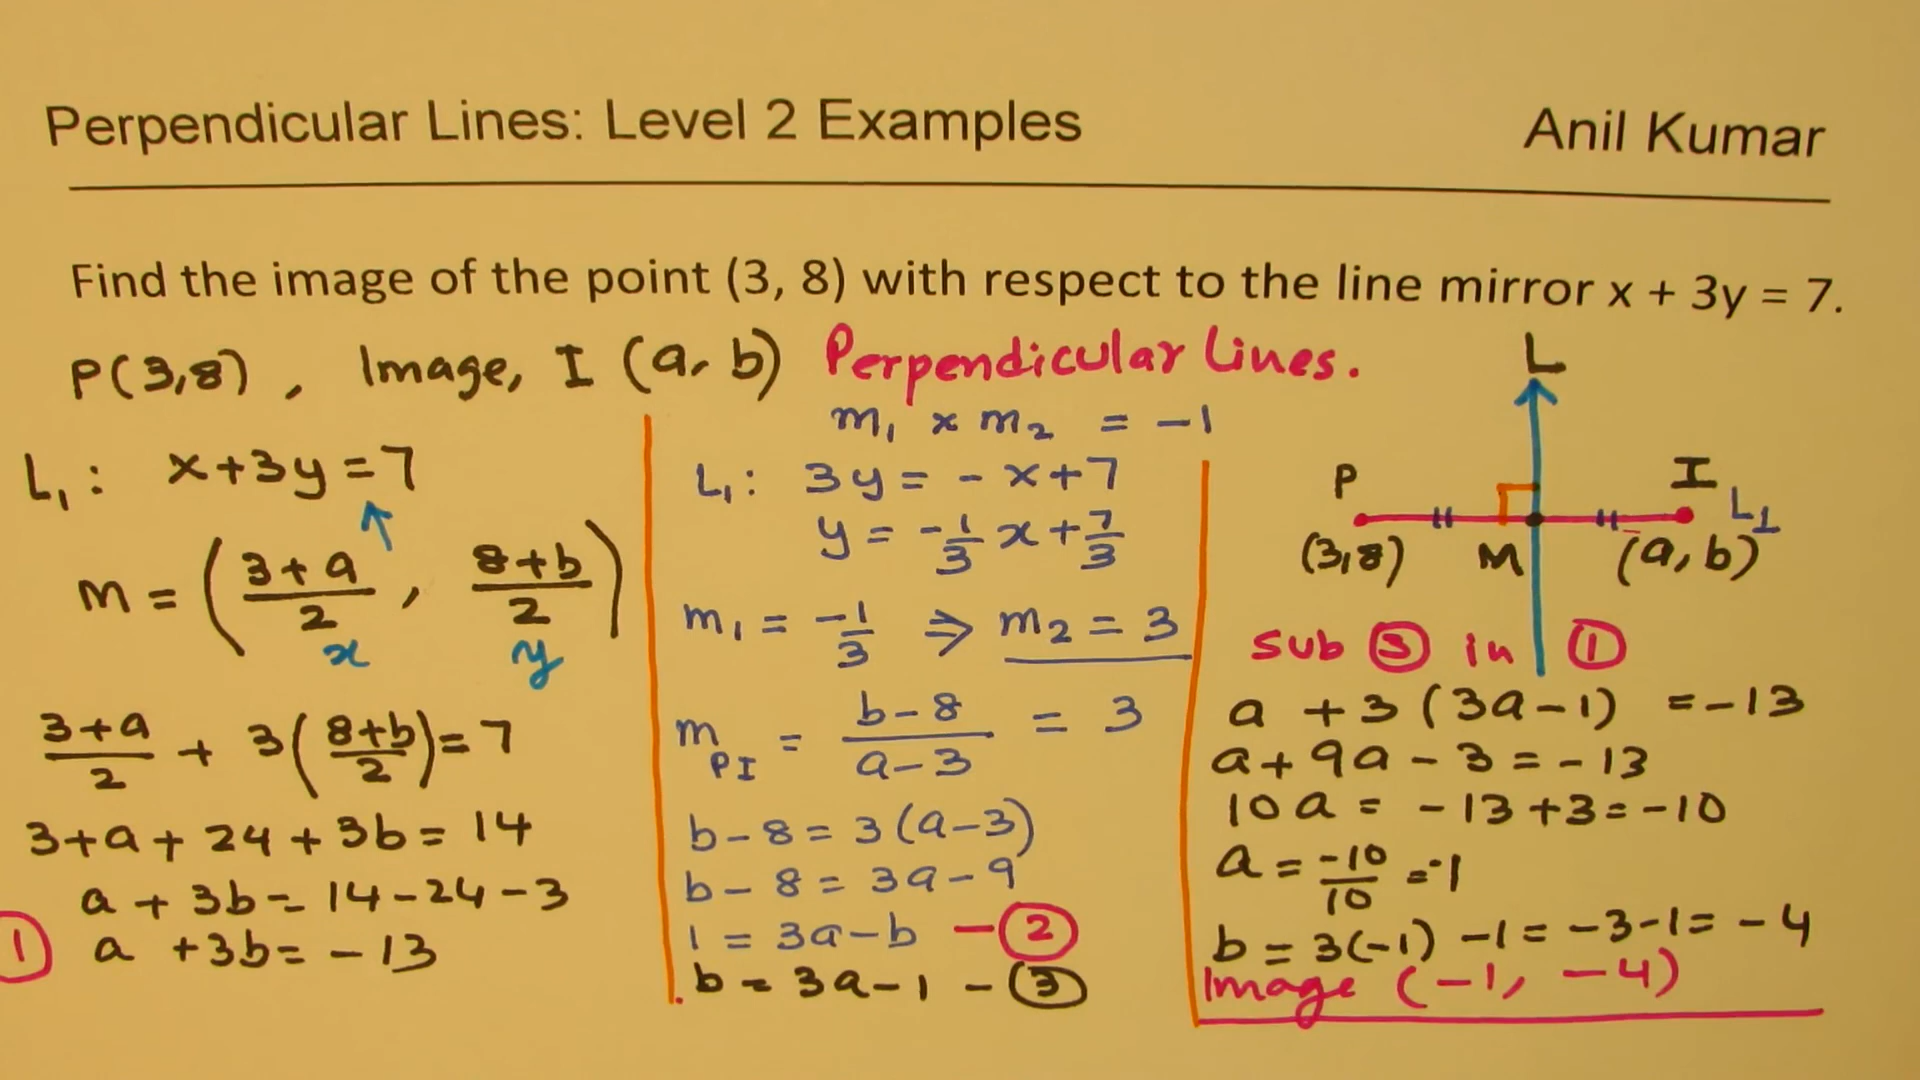 Perpendicular Lines: Level 2 Examples
Anil Kumar
Find the image of the point (3, 8) with respect to the line mirror x + 3y = 7.
P(3,8) , Image, I (a, b)
L₁: x+3y=7
M = ( (3+a)/2 , (8+b)/2 )
x y
(3+a)/2 + 3((8+b)/2) = 7
3+a+24+3b=14
a+3b=14-24-3
① a+3b=-13
Perpendicular Lines.
m₁ × m₂ = -1
L₁: 3y = -x+7
y = -1/3 x + 7/3
m₁ = -1/3 ⇒ m₂ = 3
m PI = (b-8)/(a-3) = 3
b-8=3(a-3)
b-8=3a-9
1=3a-b -②
b=3a-1 -③
L
P I L⊥
(3,8) M (a,b)
Sub ③ in ①
a+3(3a-1) =-13
a+9a-3=-13
10a = -13+3=-10
a = -10/10 = -1
b=3(-1)-1=-3-1=-4
Image (-1, -4)